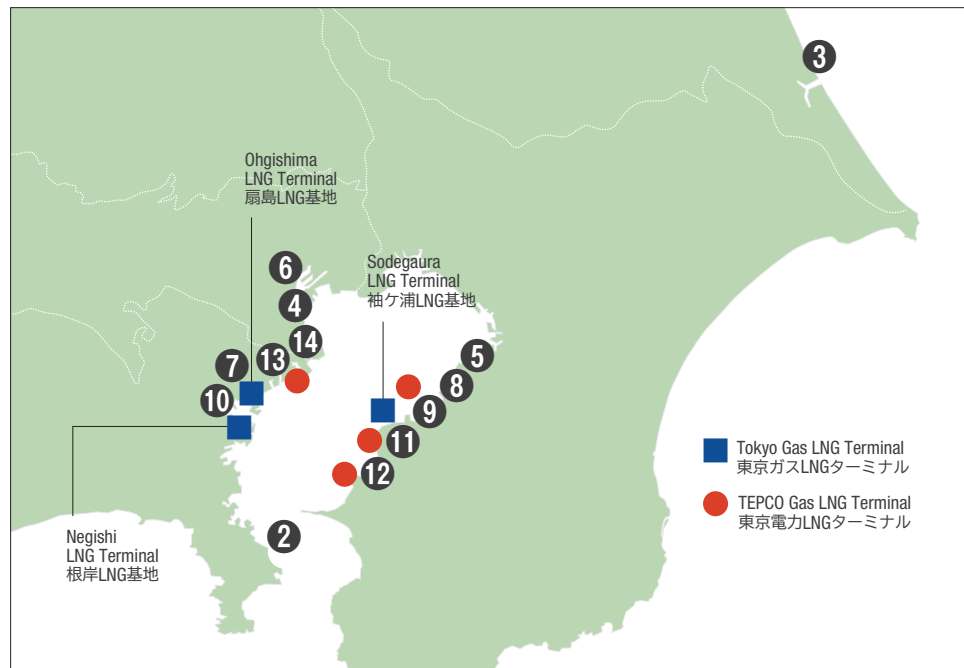 3
Ohgishima
LNG Terminal
扇島LNG基地
6
Sodegaura
LNG Terminal
袖ケ浦LNG基地
4
14
5
13
7
8
10
9
11
12
Tokyo Gas LNG Terminal
東京ガスLNGターミナル
TEPCO Gas LNG Terminal
東京電力LNGターミナル
2
Negishi
LNG Terminal
根岸LNG基地